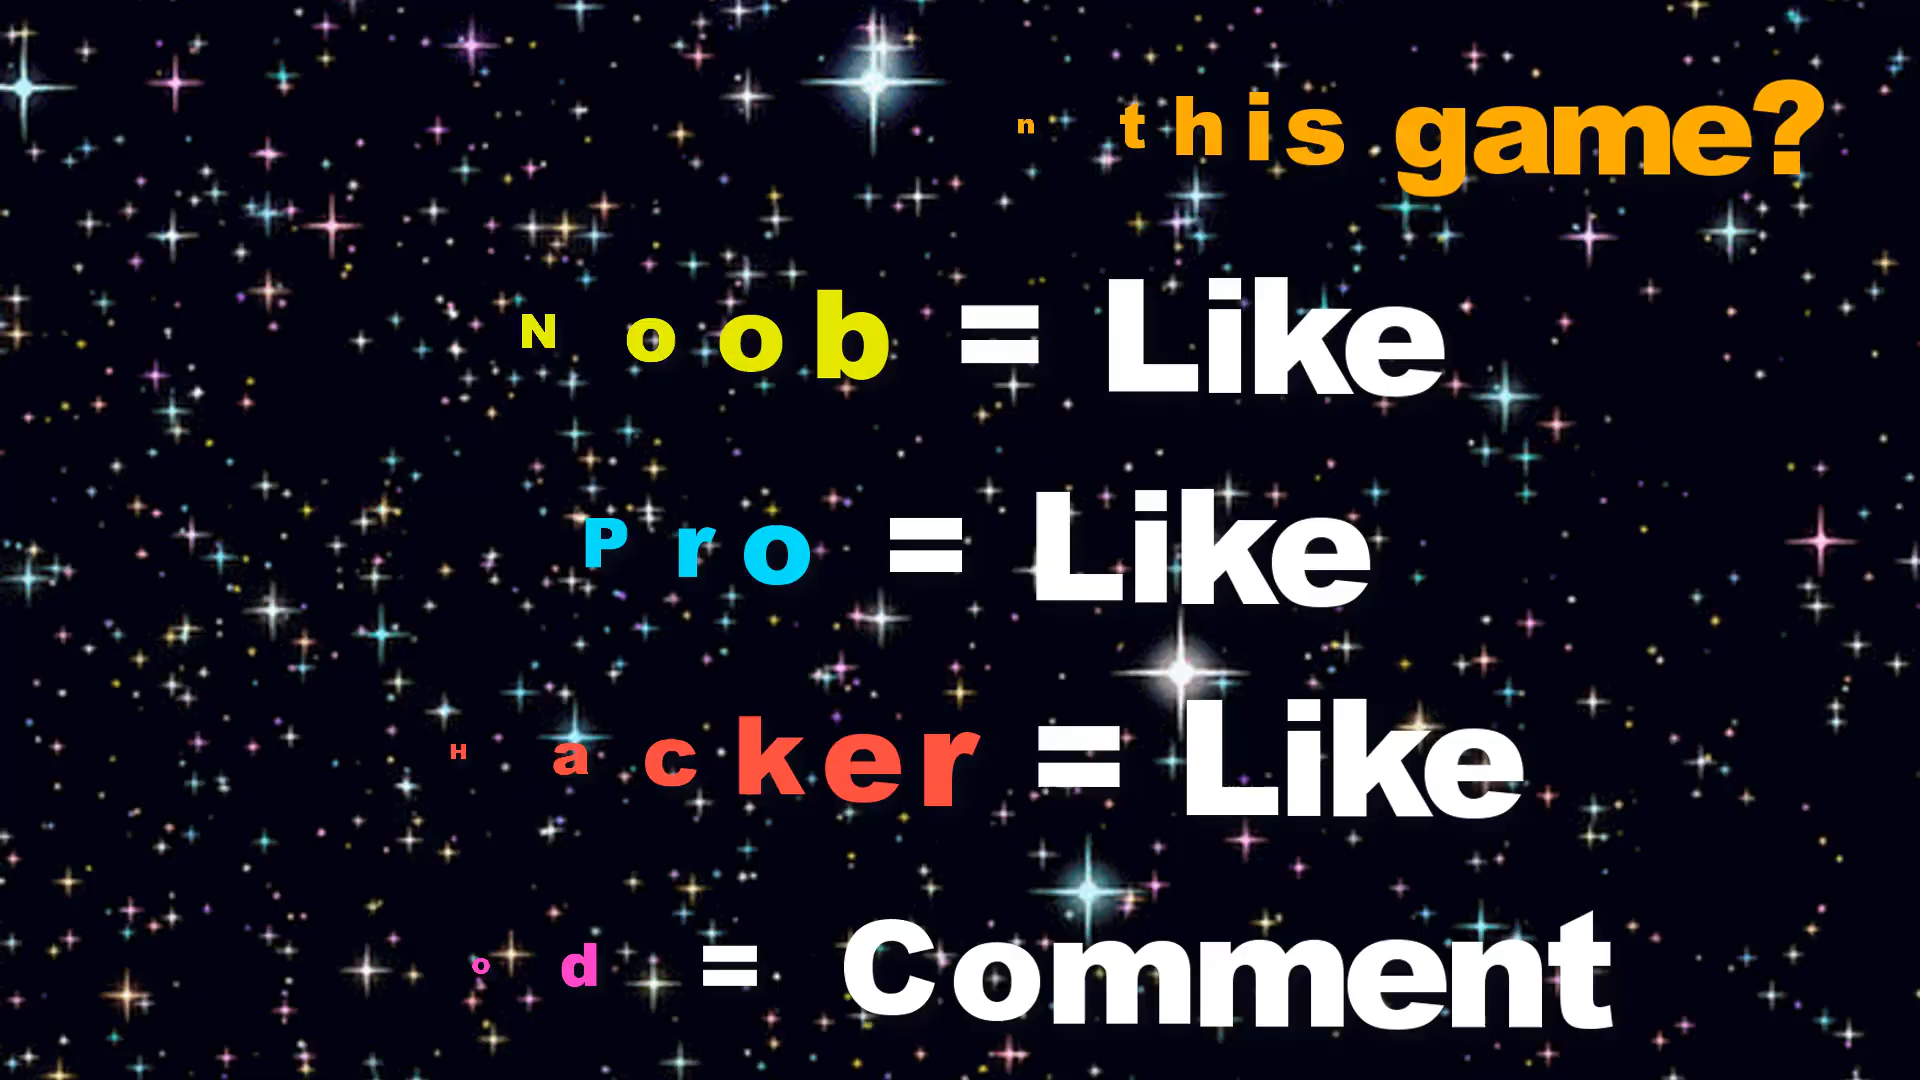 n this game?
Noob = Like
Pro = Like
Hacker = Like
od = Comment